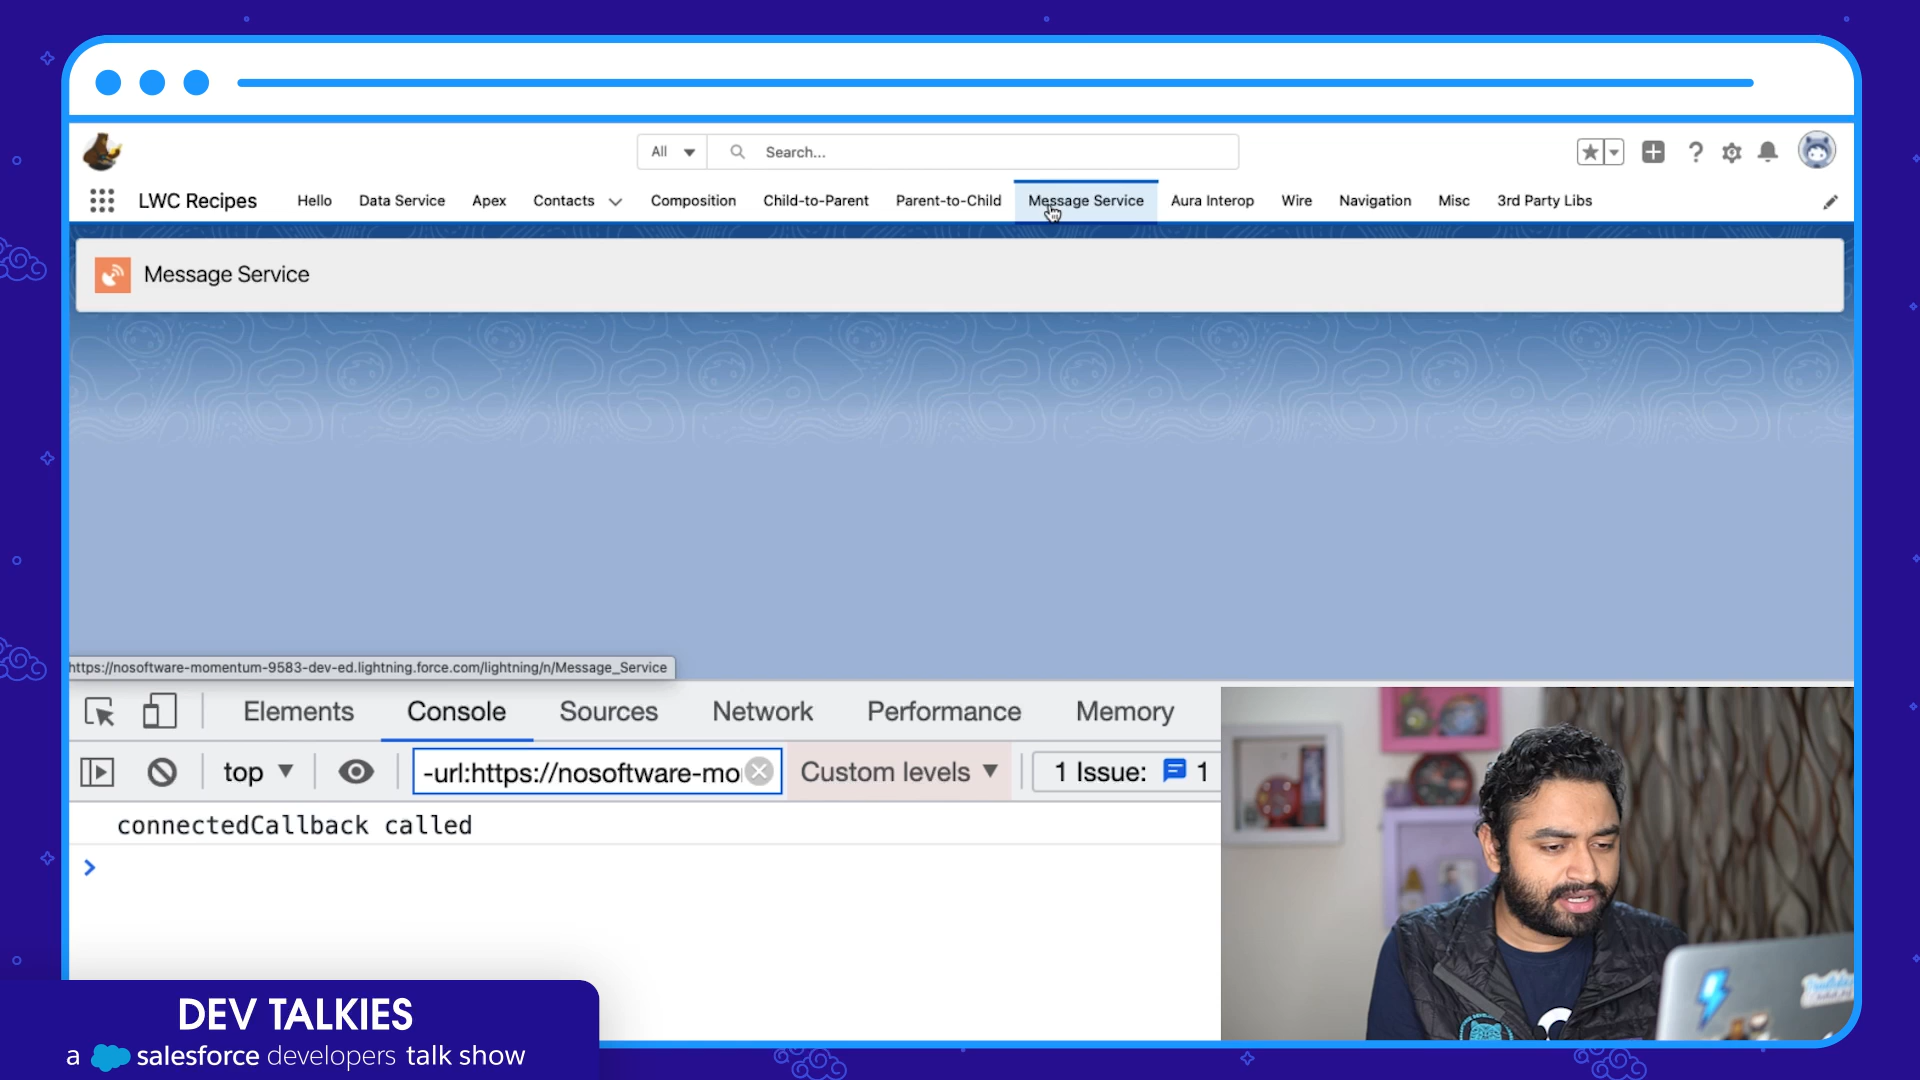 All
Search...
LWC Recipes
Hello
Data Service
Apex
Contacts
Composition
Child-to-Parent
Parent-to-Child
Message Service
Aura Interop
Wire
Navigation
Misc
3rd Party Libs
Message Service
https://nosoftware-momentum-9583-dev-ed.lightning.force.com/lightning/n/Message_Service
Elements
Console
Sources
Network
Performance
Memory
top
-url:https://nosoftware-mo
Custom levels
1 Issue:
1
connectedCallback called
DEV TALKIES
a salesforce developers talk show